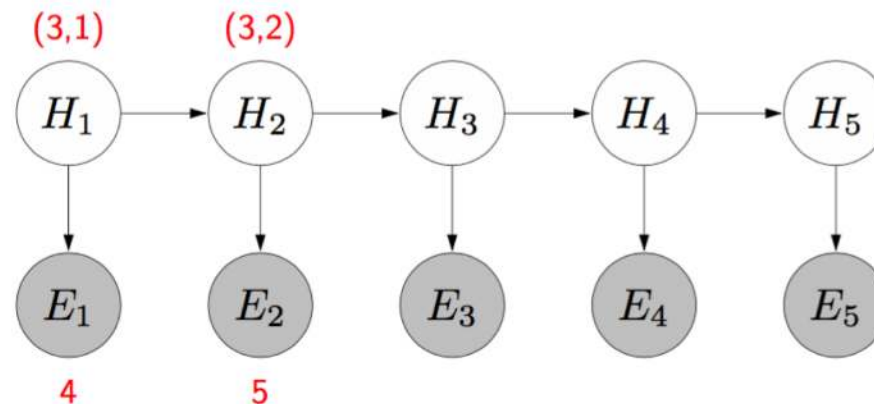 (3,1) (3,2)
H₁ H₂ H₃ H₄ H₅
E₁ E₂ E₃ E₄ E₅
4 5